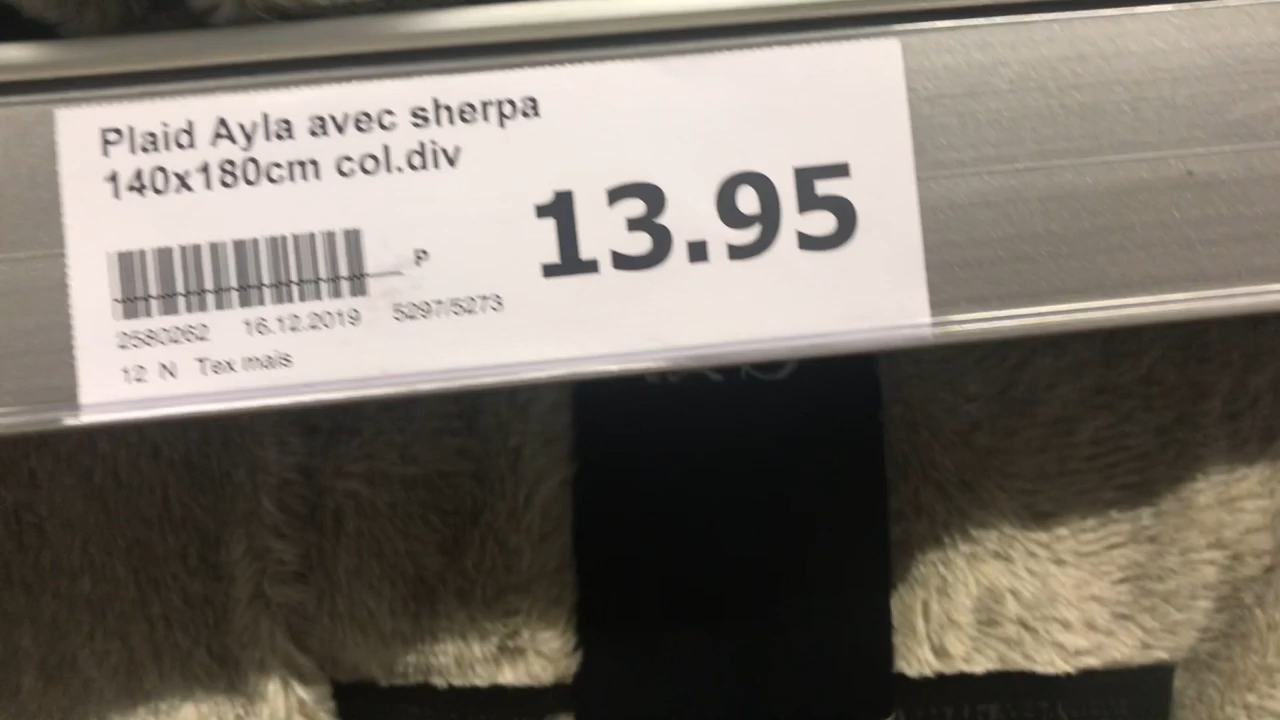 Plaid Ayla avec sherpa
140x180cm col.div
13.95
P
2580262 16.12.2019 5297/5273
12 N Tex mais